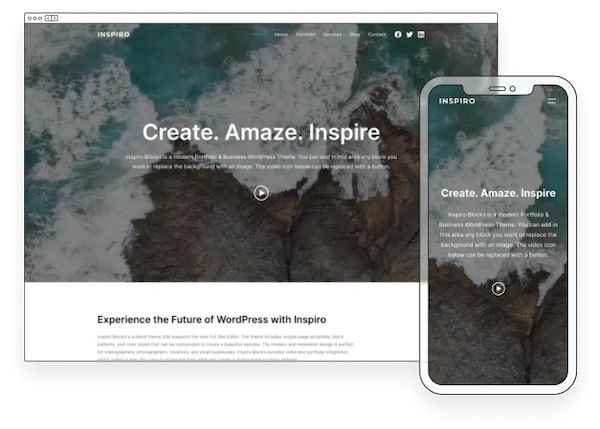 INSPIRO
Home About Portfolio Services Blog Contact
Create. Amaze. Inspire
Inspiro Blocks is a modern Portfolio & Business WordPress Theme. You can add in this area any block you
want or replace the background with an image. The video icon below can be replaced with a button.
Experience the Future of WordPress with Inspiro
Inspiro Blocks is a block theme that supports the new Full Site Editor. The theme includes unique page templates, block
patterns, and color styles that can be customized to create a beautiful website. The modern and minimalist design is perfect
for videographers, photographers, creatives, and small businesses. Inspiro Blocks includes video and portfolio integration,
INSPIRO
Create. Amaze. Inspire
Inspiro Blocks is a modern Portfolio &
Business WordPress Theme. You can add in
this area any block you want or replace the
background with an image. The video icon
below can be replaced with a button.